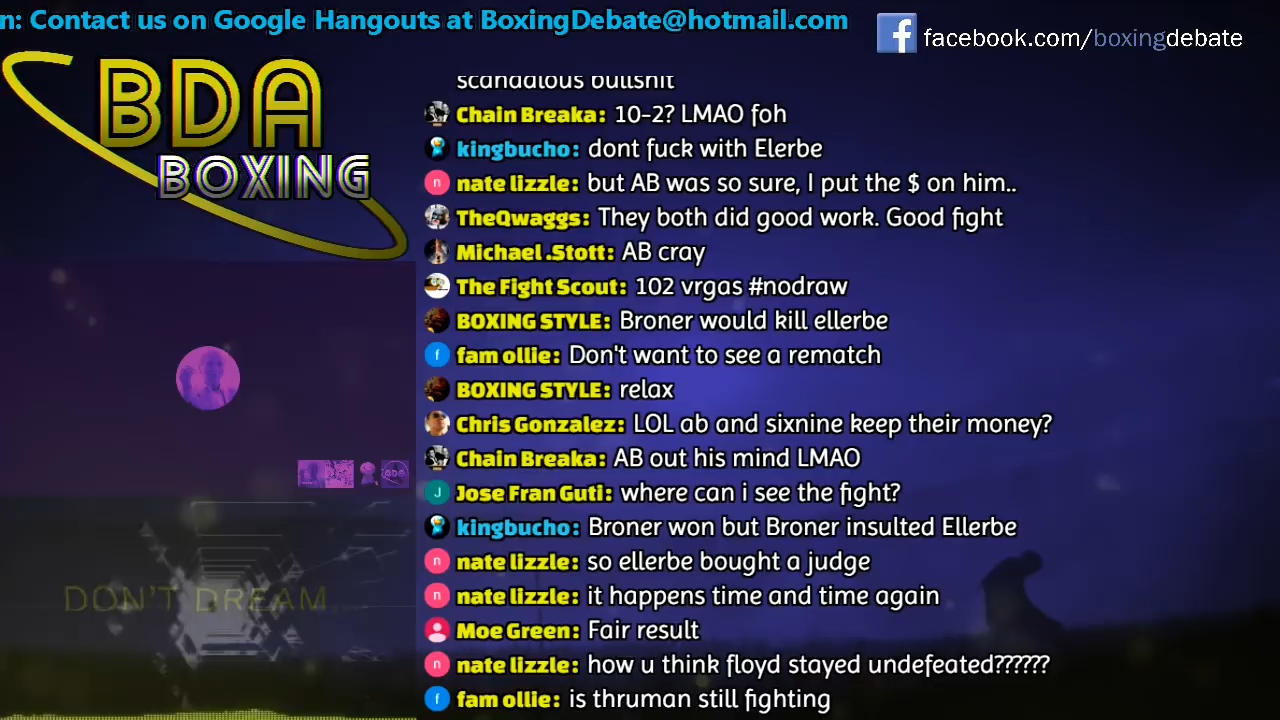 n: Contact us on Google Hangouts at BoxingDebate@hotmail.com
facebook.com/boxingdebate
BDA
BOXING
scandalous bullshit
Chain Breaka: 10-2? LMAO foh
kingbucho: dont fuck with Elerbe
nate lizzle: but AB was so sure, I put the $ on him..
TheQwaggs: They both did good work. Good fight
Michael .Stott: AB cray
The Fight Scout: 102 vrgas #nodraw
BOXING STYLE: Broner would kill ellerbe
fam ollie: Don't want to see a rematch
BOXING STYLE: relax
Chris Gonzalez: LOL ab and sixnine keep their money?
Chain Breaka: AB out his mind LMAO
Jose Fran Guti: where can i see the fight?
kingbucho: Broner won but Broner insulted Ellerbe
nate lizzle: so ellerbe bought a judge
nate lizzle: it happens time and time again
Moe Green: Fair result
nate lizzle: how u think floyd stayed undefeated??????
fam ollie: is thruman still fighting
DON'T DREAM